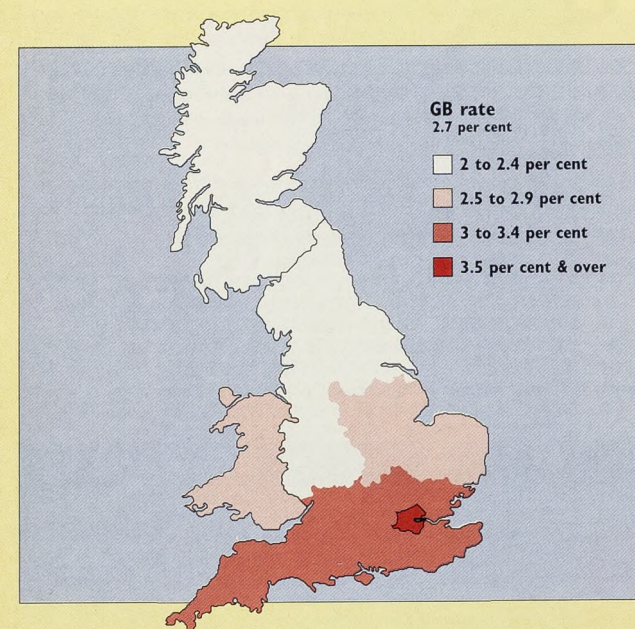 GB rate
2.7 per cent
2 to 2.4 per cent
2.5 to 2.9 per cent
3 to 3.4 per cent
3.5 per cent & over